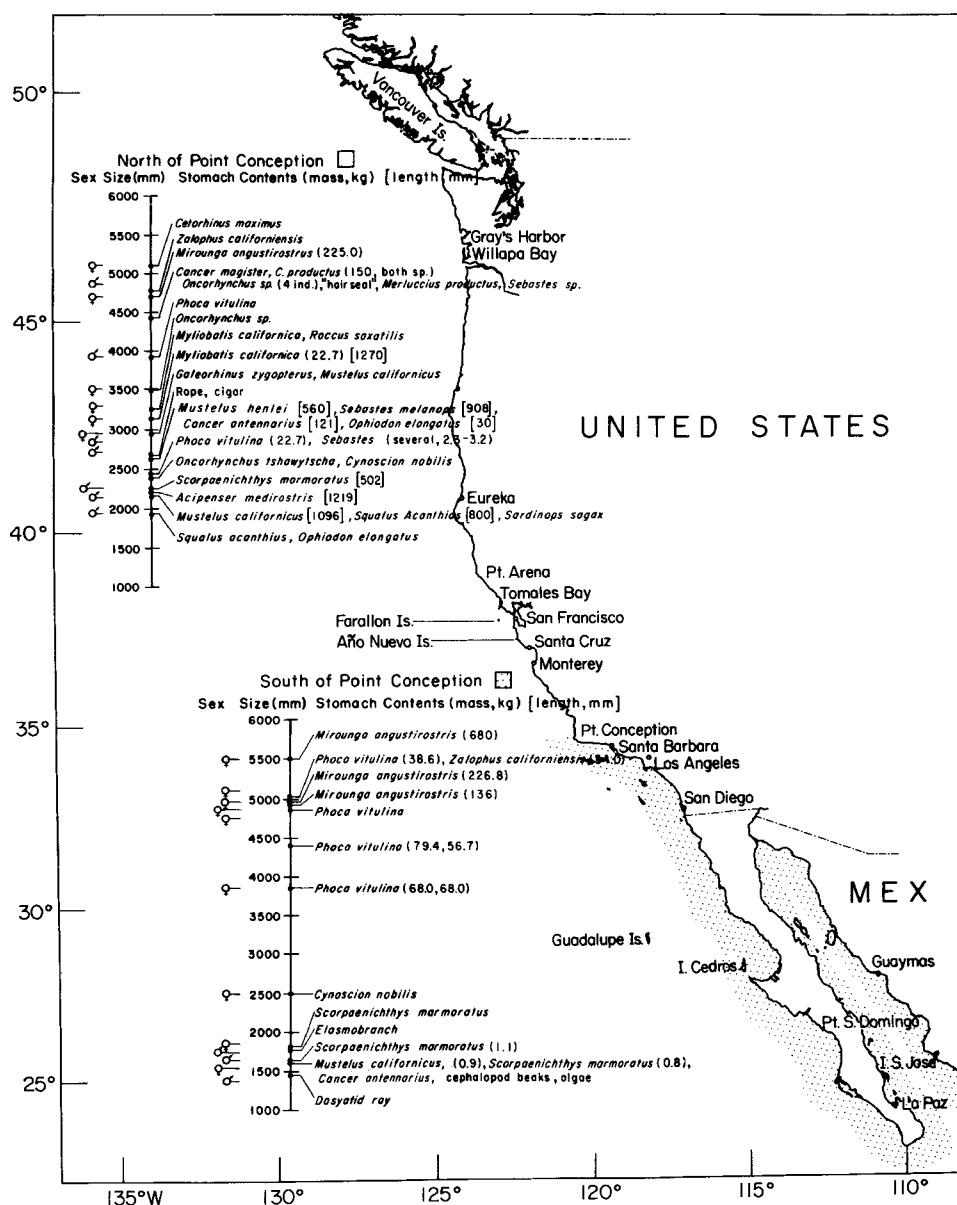 50°
Vancouver Is.
North of Point Conception
Sex Size(mm) Stomach Contents (mass,kg) [length,mm]
6000
Cetorhinus maximus
5500
Zalophus californiensis
Gray's Harbor
Mirounga angustirostrus (225.0)
Willapa Bay
5000
Cancer magister, C. productus (150, both sp.)
Oncorhynchus sp. (4 ind.), "hair seal", Merluccius productus, Sebastes sp.
4500
Phoca vitulina
45°
Oncorhynchus sp.
4000
Myliobatis californica, Roccus saxatilis
Myliobatis californica (22.7) [1270]
3500
Galeorhinus zygopterus, Mustelus californicus
Rope, cigar
Mustelus henlei [560], Sebastes melanops [908],
3000
Cancer antennarius [121], Ophiodon elongatus [30]
UNITED STATES
Phoca vitulina (22.7), Sebastes (several, 2.3-3.2)
2500
Oncorhynchus tshawytscha, Cynoscion nobilis
Scorpaenichthys marmoratus [502]
Acipenser medirostris [1219]
Eureka
2000
Mustelus californicus [1096], Squalus Acanthias [800], Sardinops sagax
Squalus acanthius, Ophiodon elongatus
40°
1500
Pt. Arena
1000
Tomales Bay
Farallon Is.
San Francisco
Año Nuevo Is.
Santa Cruz
Monterey
South of Point Conception
Sex Size(mm) Stomach Contents (mass,kg) [length,mm]
6000
Mirounga angustirostris (680)
35°
Pt. Conception
Santa Barbara
5500
Phoca vitulina (38.6), Zalophus californiensis
Los Angeles
Mirounga angustirostris (226.8)
5000
Mirounga angustirostris (136)
San Diego
Phoca vitulina
4500
Phoca vitulina (79.4, 56.7)
4000
Phoca vitulina (68.0, 68.0)
MEX
30°
3500
Guadalupe Is.
3000
I. Cedros
Guaymas
2500
Cynoscion nobilis
Scorpaenichthys marmoratus
Pt. S. Domingo
2000
Elasmobranch
Scorpaenichthys marmoratus (1.1)
Mustelus californicus, (0.9), Scorpaenichthys marmoratus (0.8),
I. S. José
1500
Cancer antennarius, cephalopod beaks, algae
25°
Dasyatid ray
La Paz
1000
135°W
130°
125°
120°
115°
110°